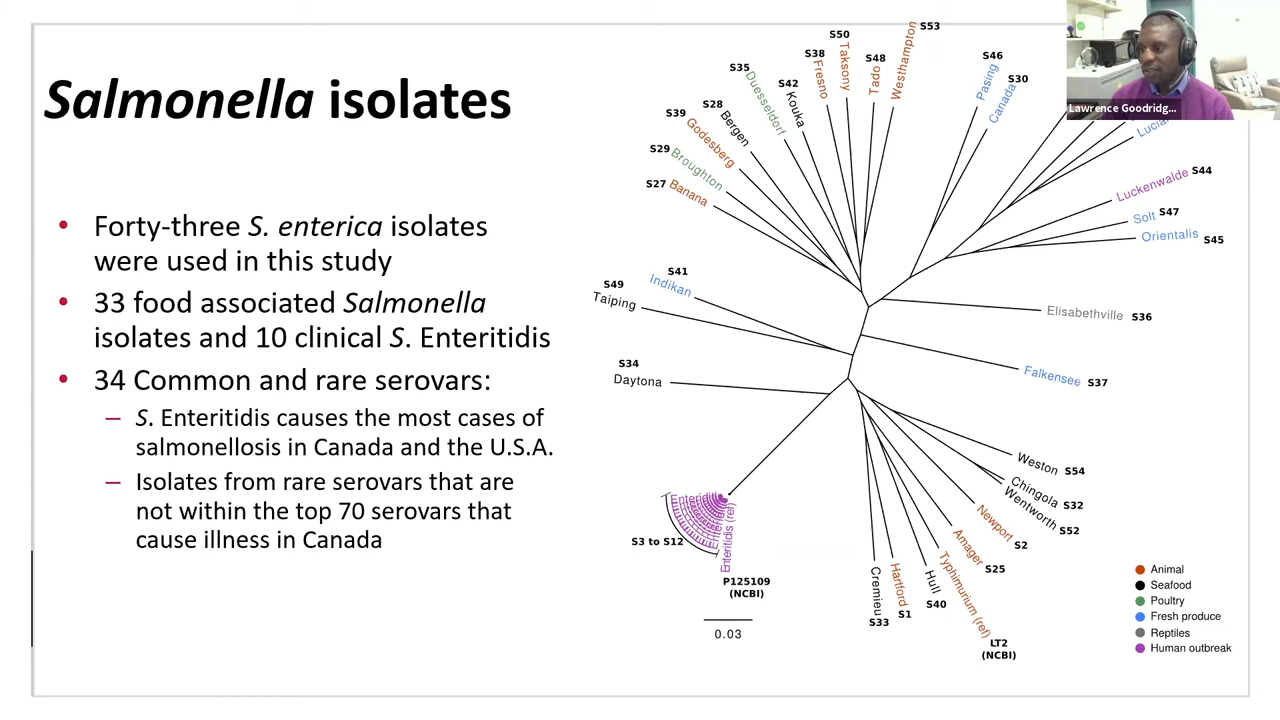 Salmonella isolates
• Forty-three S. enterica isolates
were used in this study
• 33 food associated Salmonella
isolates and 10 clinical S. Enteritidis
• 34 Common and rare serovars:
– S. Enteritidis causes the most cases of
salmonellosis in Canada and the U.S.A.
– Isolates from rare serovars that are
not within the top 70 serovars that
cause illness in Canada
S27 Banana
S29 Broughton
S39 Godesberg
S28 Bergen
S35 Duesseldorf
S42 Kouka
S38 Fresno
S50 Taksony
S48 Tado
S53 Westhampton
S46 Pasing
S30 Canada
Lawrence Goodridg...
Luckenwalde S44
Solt S47
Orientalis S45
Elisabethville S36
Falkensee S37
S41 Indikan
S49 Taiping
S34 Daytona
Weston S54
Chingola S32
Wentworth S52
Newport S2
Amager S25
Typhimurium (ref)
LT2
(NCBI)
Hull S40
Hartford S1
Cremieu S33
Enteritidis
Enteritidis (ref)
S3 to S12
P125109
(NCBI)
0.03
Animal
Seafood
Poultry
Fresh produce
Reptiles
Human outbreak